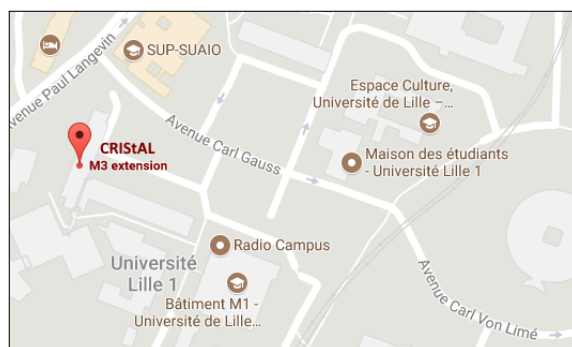 SUP-SUAIO
Avenue Paul Langevin
Espace Culture,
Université de Lille –...
CRIStAL
M3 extension
Avenue Carl Gauss
Maison des étudiants
- Université Lille 1
Radio Campus
Université
Lille 1
Avenue Carl Von Limé
Bâtiment M1 -
Université de Lille...